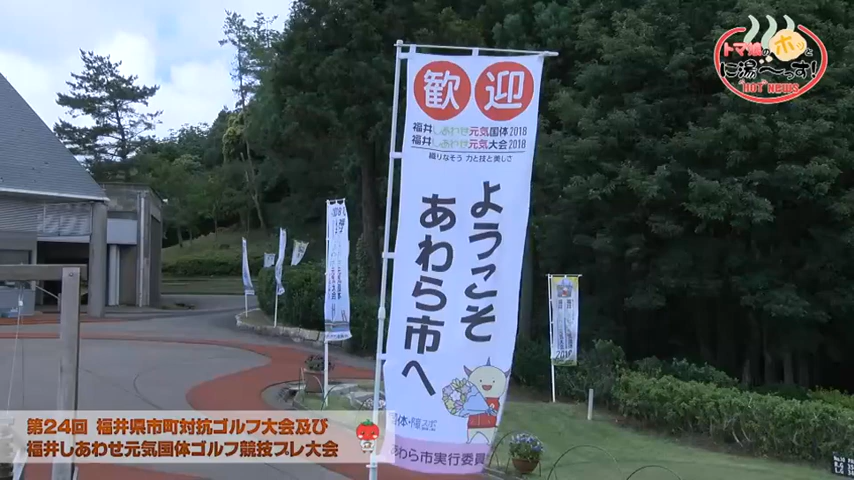 トマ娘のホッと
に湯〜っす!
"HOT"NEWS
歓迎
福井しあわせ元気国体2018
福井しあわせ元気大会2018
織りなそう 力と技と美しさ
ようこそ
あわら市へ
あわら市実行委員
第24回 福井県市町対抗ゴルフ大会及び
福井しあわせ元気国体ゴルフ競技プレ大会